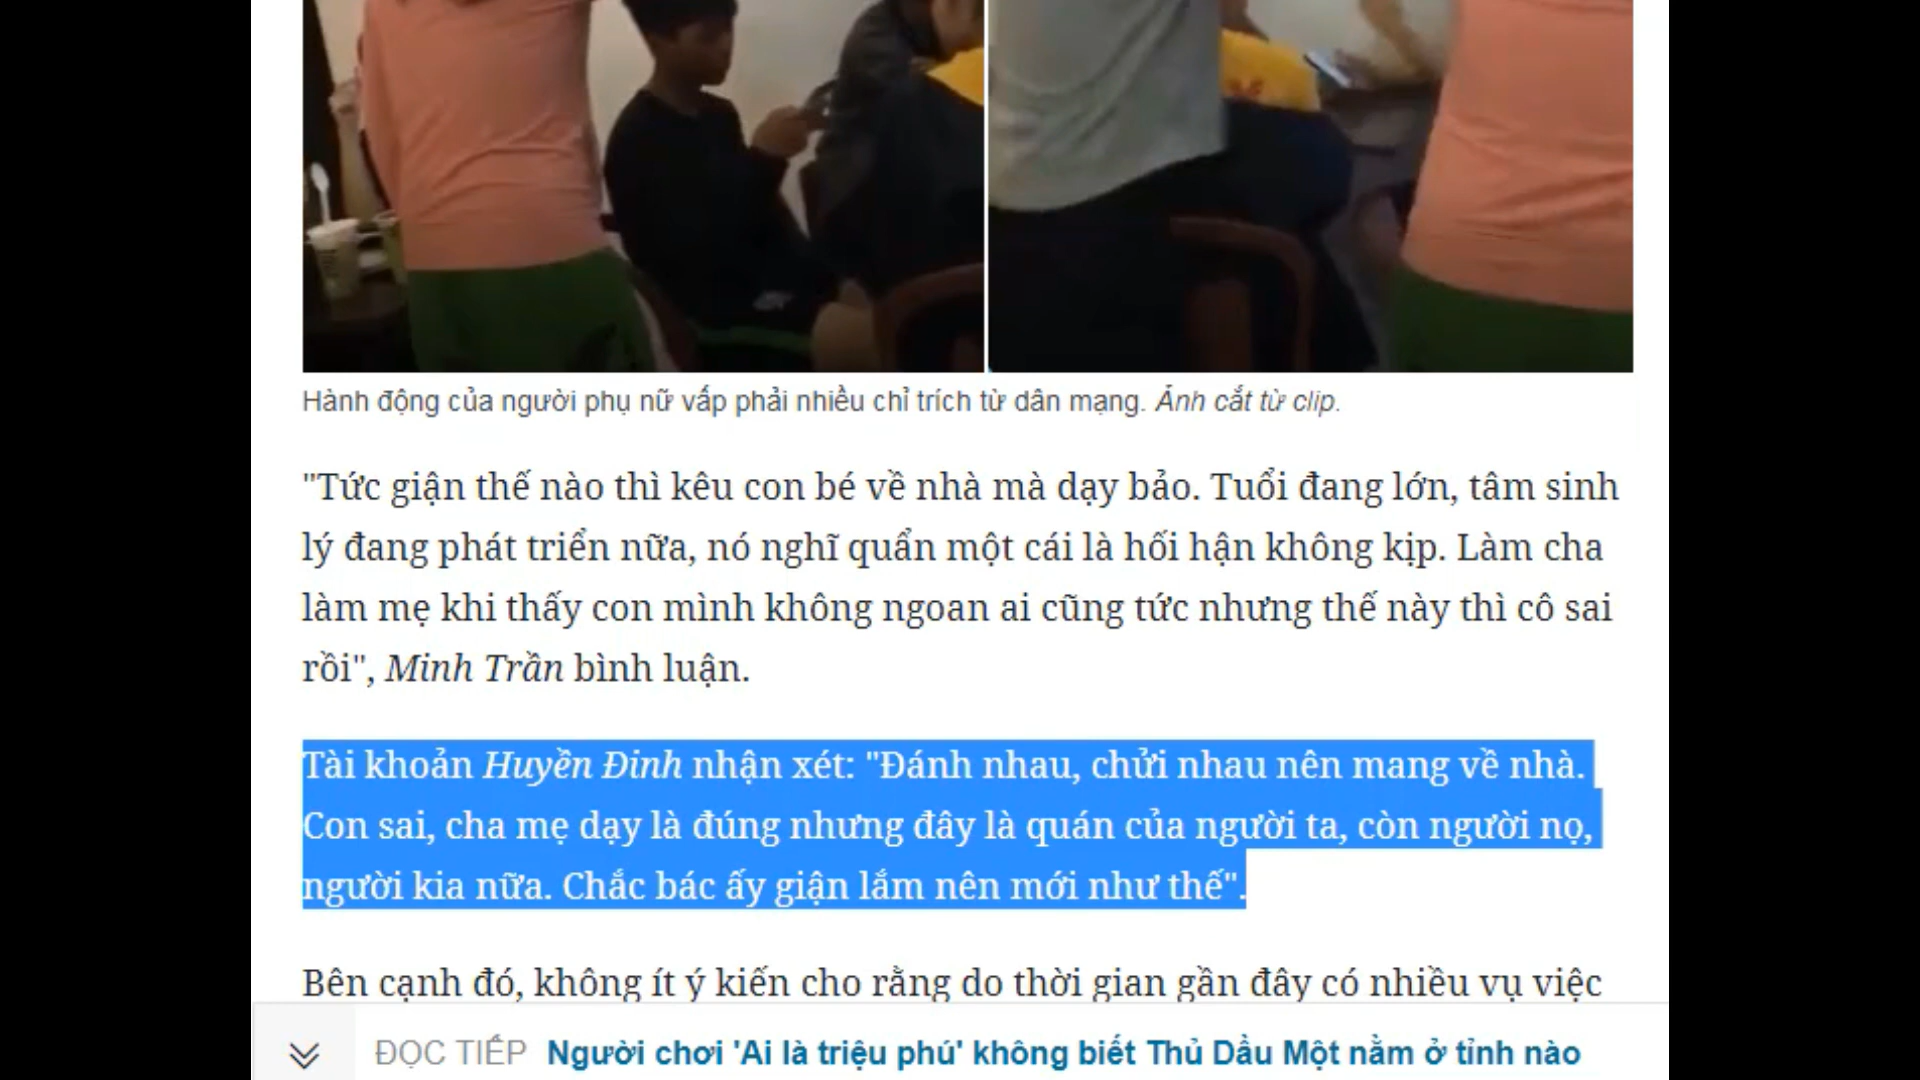 Hành động của người phụ nữ vấp phải nhiều chỉ trích từ dân mạng. Ảnh cắt từ clip.
"Tức giận thế nào thì kêu con bé về nhà mà dạy bảo. Tuổi đang lớn, tâm sinh
lý đang phát triển nữa, nó nghĩ quẩn một cái là hối hận không kịp. Làm cha
làm mẹ khi thấy con mình không ngoan ai cũng tức nhưng thế này thì cô sai
rồi", Minh Trần bình luận.
Tài khoản Huyền Đinh nhận xét: "Đánh nhau, chửi nhau nên mang về nhà.
Con sai, cha mẹ dạy là đúng nhưng đây là quán của người ta, còn người nọ,
người kia nữa. Chắc bác ấy giận lắm nên mới như thế".
Bên cạnh đó, không ít ý kiến cho rằng do thời gian gần đây có nhiều vụ việc
ĐỌC TIẾP Người chơi 'Ai là triệu phú' không biết Thủ Dầu Một nằm ở tỉnh nào